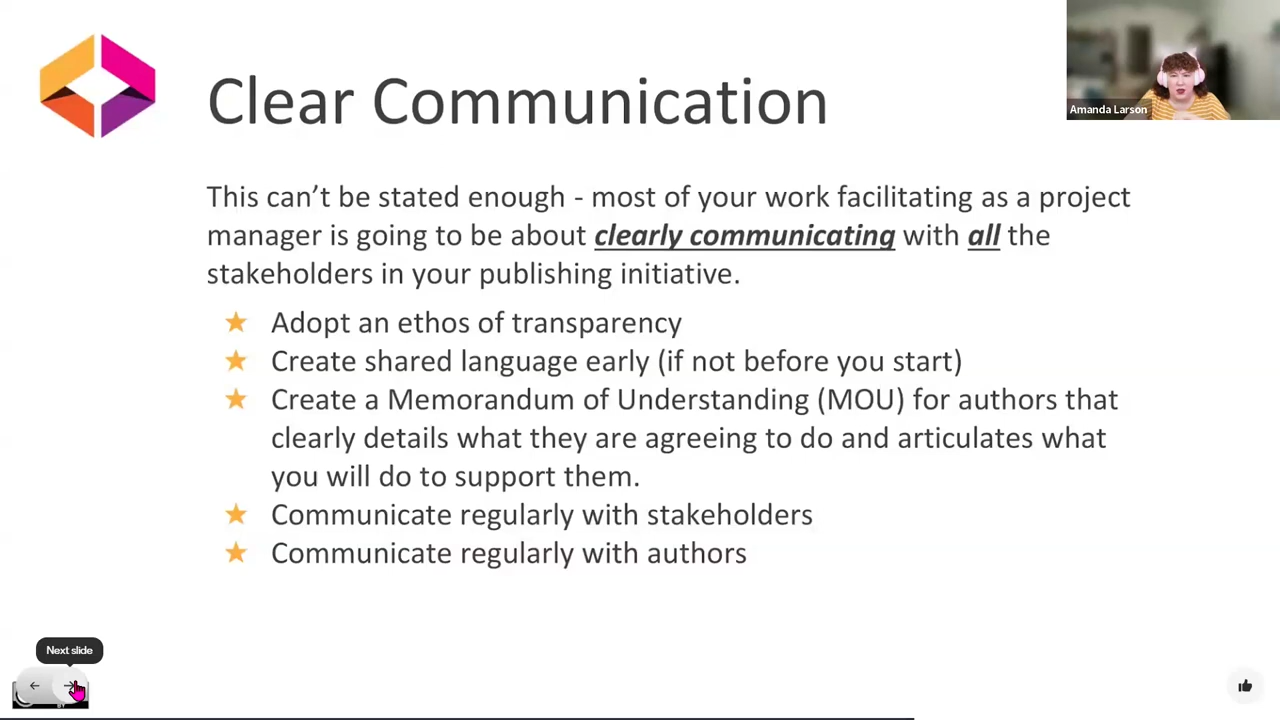 Clear Communication
Amanda Larson
This can’t be stated enough - most of your work facilitating as a project
manager is going to be about clearly communicating with all the
stakeholders in your publishing initiative.
★ Adopt an ethos of transparency
★ Create shared language early (if not before you start)
★ Create a Memorandum of Understanding (MOU) for authors that
clearly details what they are agreeing to do and articulates what
you will do to support them.
★ Communicate regularly with stakeholders
★ Communicate regularly with authors
Next slide
BY